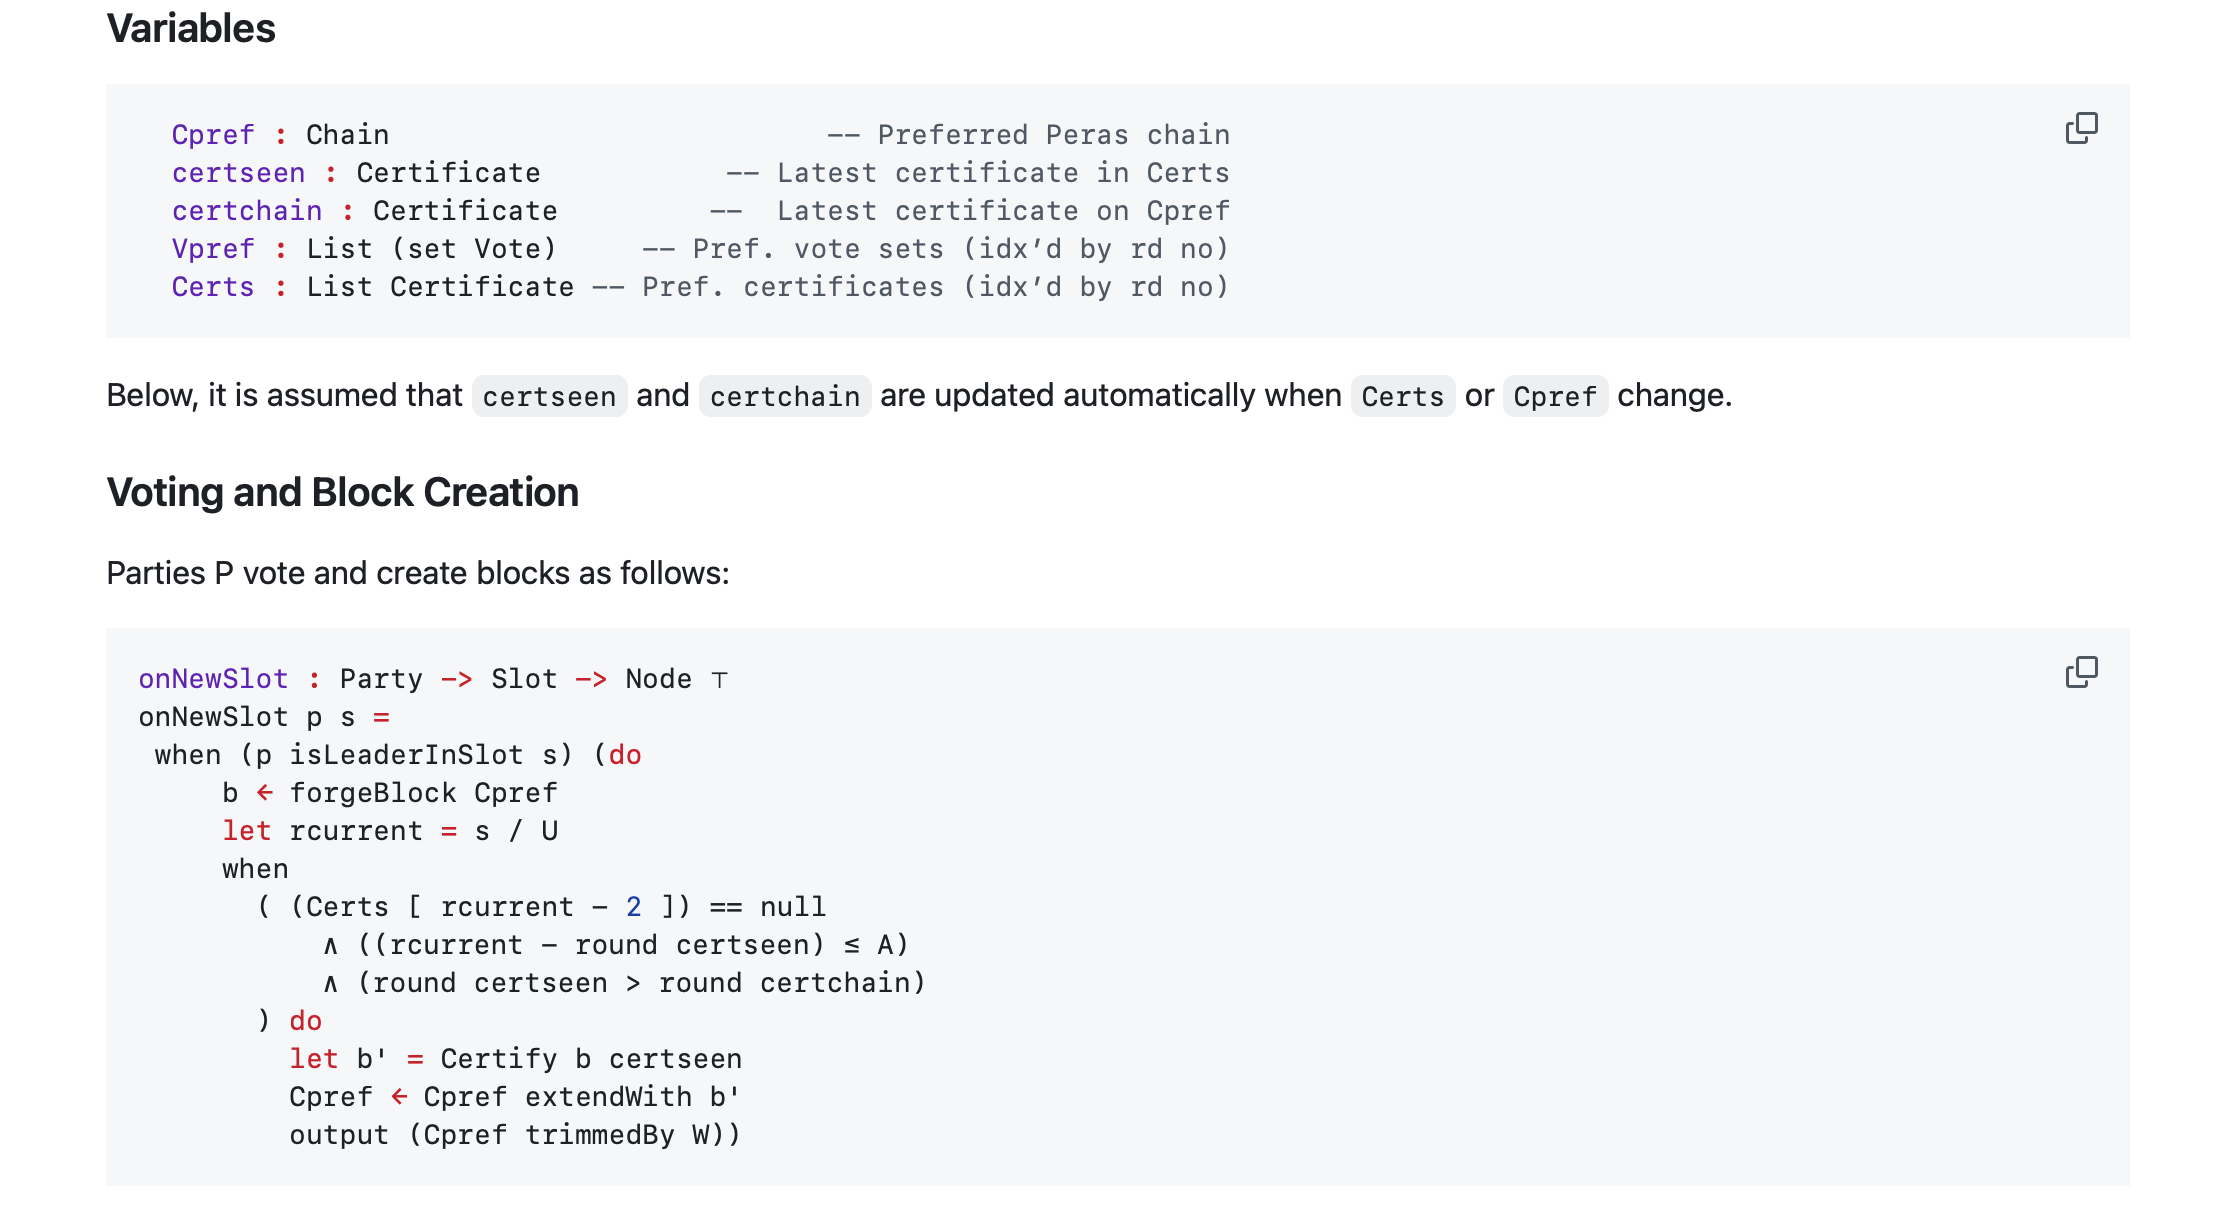 Variables
Cpref : Chain                          -- Preferred Peras chain
certseen : Certificate           -- Latest certificate in Certs
certchain : Certificate         --  Latest certificate on Cpref
Vpref : List (set Vote)     -- Pref. vote sets (idx’d by rd no)
Certs : List Certificate -- Pref. certificates (idx’d by rd no)
Below, it is assumed that certseen and certchain are updated automatically when Certs or Cpref change.
Voting and Block Creation
Parties P vote and create blocks as follows:
onNewSlot : Party -> Slot -> Node ⊤
onNewSlot p s =
 when (p isLeaderInSlot s) (do
     b ← forgeBlock Cpref
     let rcurrent = s / U
     when
       ( (Certs [ rcurrent - 2 ]) == null
           ∧ ((rcurrent - round certseen) ≤ A)
           ∧ (round certseen > round certchain)
       ) do
         let b' = Certify b certseen
         Cpref ← Cpref extendWith b'
         output (Cpref trimmedBy W))